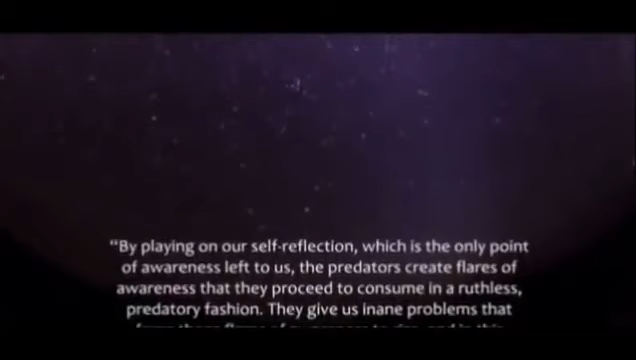 “By playing on our self-reflection, which is the only point
of awareness left to us, the predators create flares of
awareness that they proceed to consume in a ruthless,
predatory fashion. They give us inane problems that